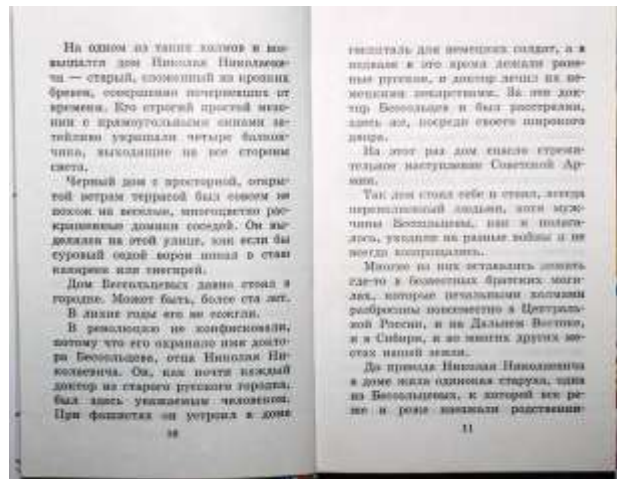 На одном из таких холмов и воз-
вышался дом Николая Николаеви-
ча — старый, сложенный из крепких
бревен, совершенно почерневших от
времени. Его строгий простой мезо-
нин с прямоугольными окнами за-
тейливо украшали четыре балкон-
чика, выходящие на все стороны
света.
Черный дом с просторной, откры-
той ветрам террасой был совсем не
похож на веселые, многоцветно рас-
крашенные домики соседей. Он вы-
делялся на этой улице, как если бы
суровый седой ворон попал в стаю
канареек или снегирей.
Дом Бессольцевых давно стоял в
городке. Может быть, более ста лет.
В лихие годы его не сожгли.
В революцию не конфисковали,
потому что его охраняло имя докто-
ра Бессольцева, отца Николая Ни-
колаевича. Он, как почти каждый
доктор из старого русского городка,
был здесь уважаемым человеком.
При фашистах он устроил в доме
10
госпиталь для немецких солдат, а в
подвале в это время лежали ране-
ные русские, и доктор лечил их не-
мецкими лекарствами. За это док-
тор Бессольцев и был расстрелян,
здесь же, посреди своего широкого
двора.
На этот раз дом спасло стреми-
тельное наступление Советской Ар-
мии.
Так дом стоял себе и стоял, всегда
переполненный людьми, хотя муж-
чины Бессольцевы, как и полага-
лось, уходили на разные войны и не
всегда возвращались.
Многие из них оставались лежать
где-то в безвестных братских моги-
лах, которые печальными холмами
разбросаны повсеместно в Централь-
ной России, и на Дальнем Востоке,
и в Сибири, и во многих других ме-
стах нашей земли.
До приезда Николая Николаевича
в доме жила одинокая старуха, одна
из Бессольцевых, к которой все ре-
же и реже наезжали родственни-
11